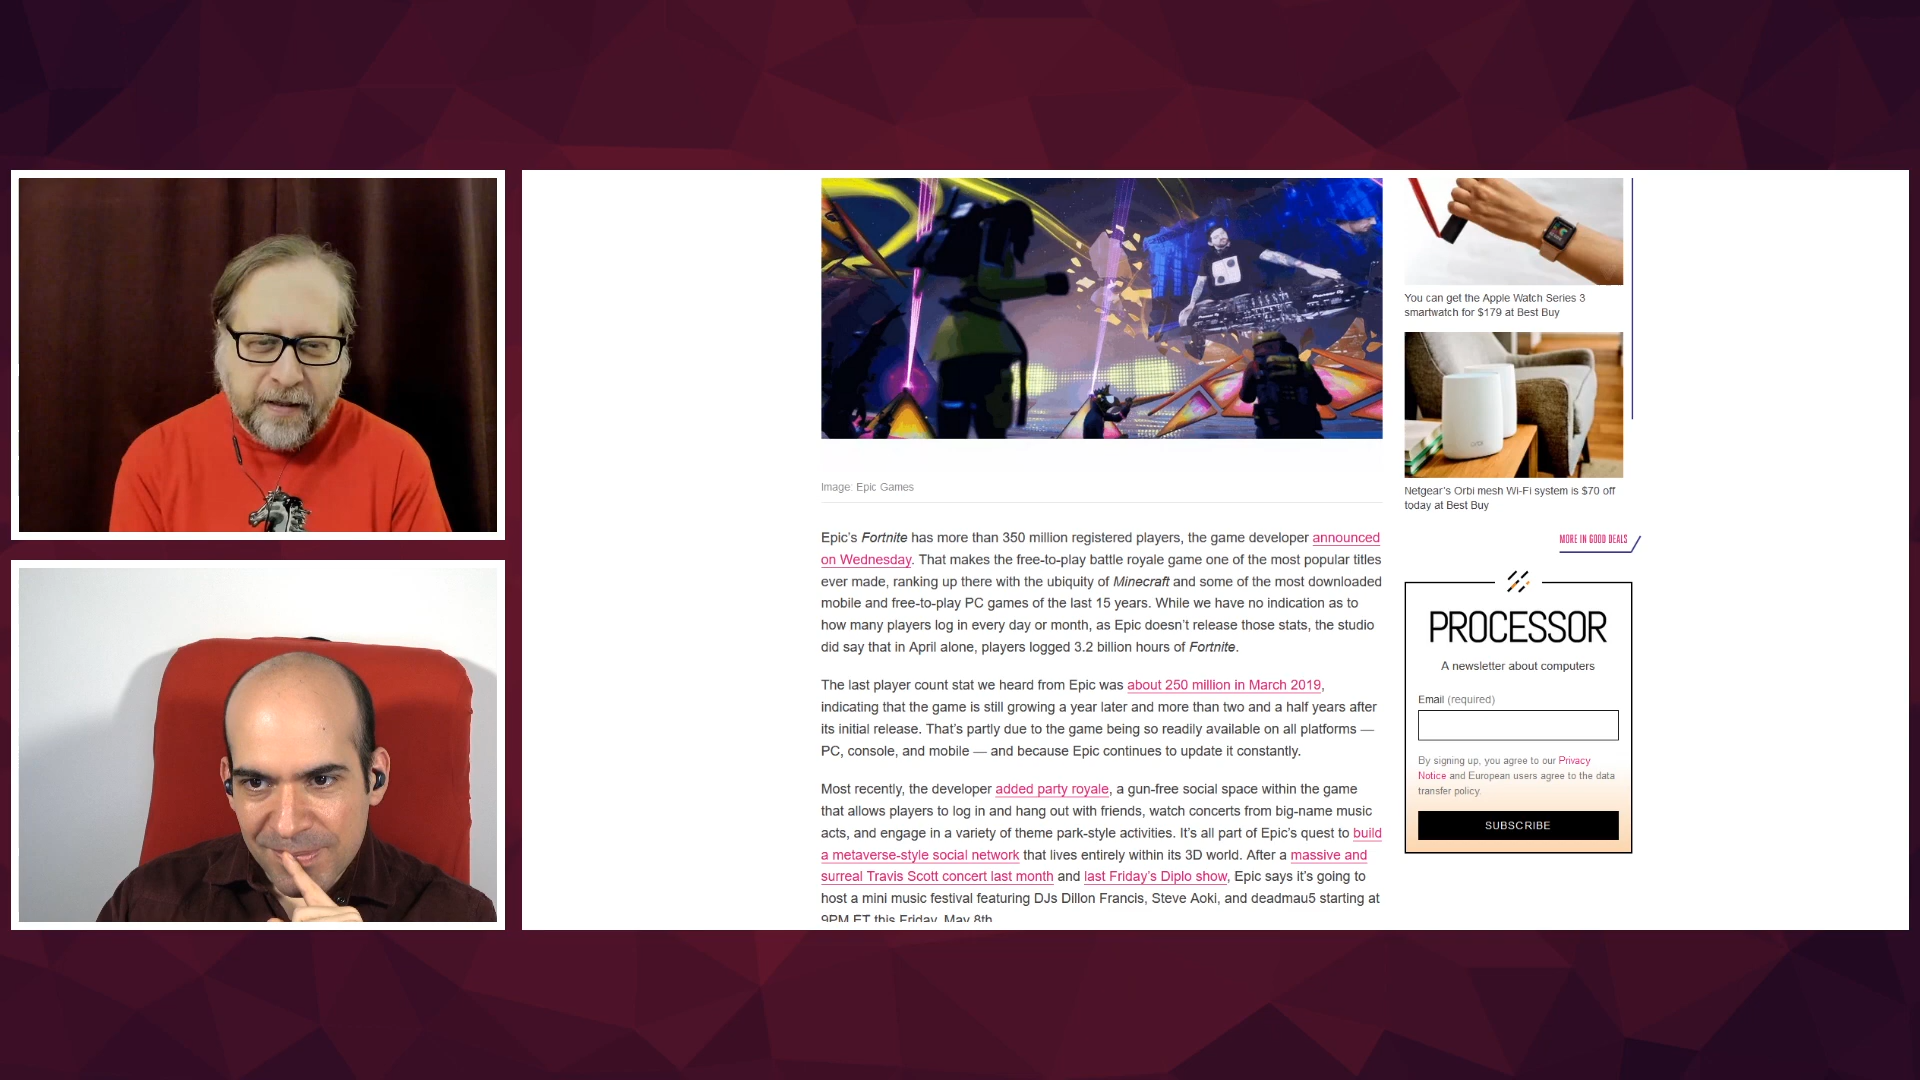 Image: Epic Games
Epic’s Fortnite has more than 350 million registered players, the game developer announced
on Wednesday. That makes the free-to-play battle royale game one of the most popular titles
ever made, ranking up there with the ubiquity of Minecraft and some of the most downloaded
mobile and free-to-play PC games of the last 15 years. While we have no indication as to
how many players log in every day or month, as Epic doesn’t release those stats, the studio
did say that in April alone, players logged 3.2 billion hours of Fortnite.
The last player count stat we heard from Epic was about 250 million in March 2019,
indicating that the game is still growing a year later and more than two and a half years after
its initial release. That’s partly due to the game being so readily available on all platforms —
PC, console, and mobile — and because Epic continues to update it constantly.
Most recently, the developer added party royale, a gun-free social space within the game
that allows players to log in and hang out with friends, watch concerts from big-name music
acts, and engage in a variety of theme park-style activities. It’s all part of Epic’s quest to build
a metaverse-style social network that lives entirely within its 3D world. After a massive and
surreal Travis Scott concert last month and last Friday’s Diplo show, Epic says it’s going to
host a mini music festival featuring DJs Dillon Francis, Steve Aoki, and deadmau5 starting at
9PM ET this Friday, May 8th
You can get the Apple Watch Series 3
smartwatch for $179 at Best Buy
Netgear’s Orbi mesh Wi-Fi system is $70 off
today at Best Buy
MORE IN GOOD DEALS
PROCESSOR
A newsletter about computers
Email (required)
By signing up, you agree to our Privacy
Notice and European users agree to the data
transfer policy.
SUBSCRIBE